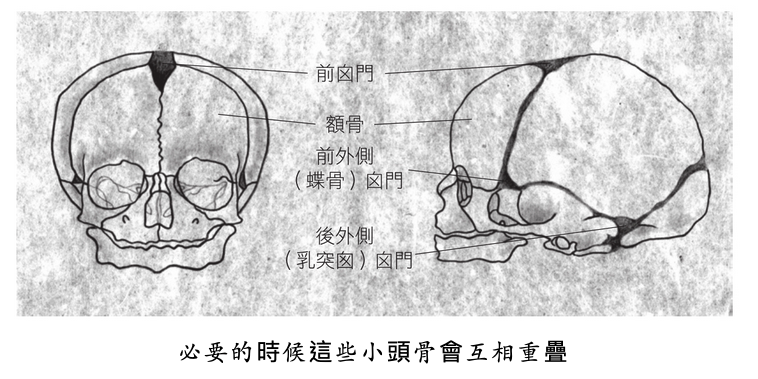 前囟門
額骨
前外側
（蝶骨）囟門
後外側
（乳突囟）囟門
必要的時候這些小頭骨會互相重疊